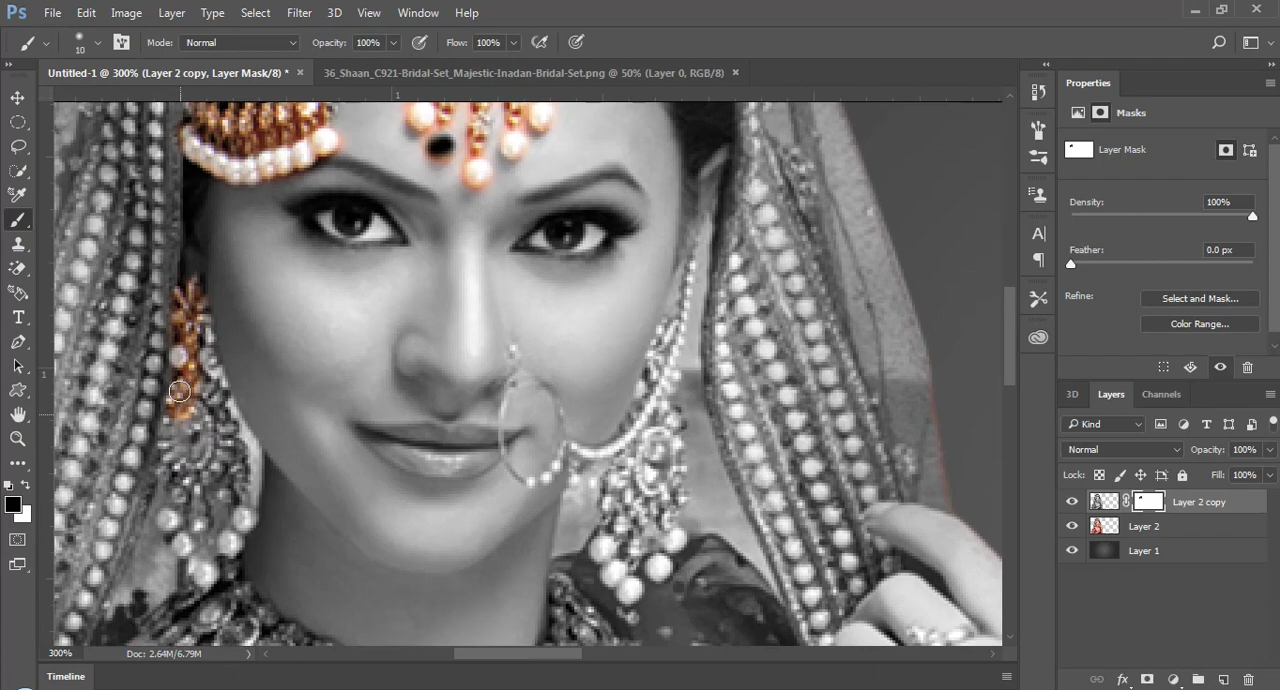 Ps File Edit Image Layer Type Select Filter 3D View Window Help
10 Mode: Normal Opacity: 100% Flow: 100%
Untitled-1 @ 300% (Layer 2 copy, Layer Mask/8) * × 36_Shaan_C921-Bridal-Set_Majestic-Inadan-Bridal-Set.png @ 50% (Layer 0, RGB/8) ×
1
1
Properties
Masks
Layer Mask
Density: 100%
Feather: 0.0 px
Refine: Select and Mask...
Color Range...
3D Layers Channels
Kind
Normal Opacity: 100%
Lock: Fill: 100%
Layer 2 copy
Layer 2
Layer 1
300% Doc: 2.64M/6.79M
Timeline